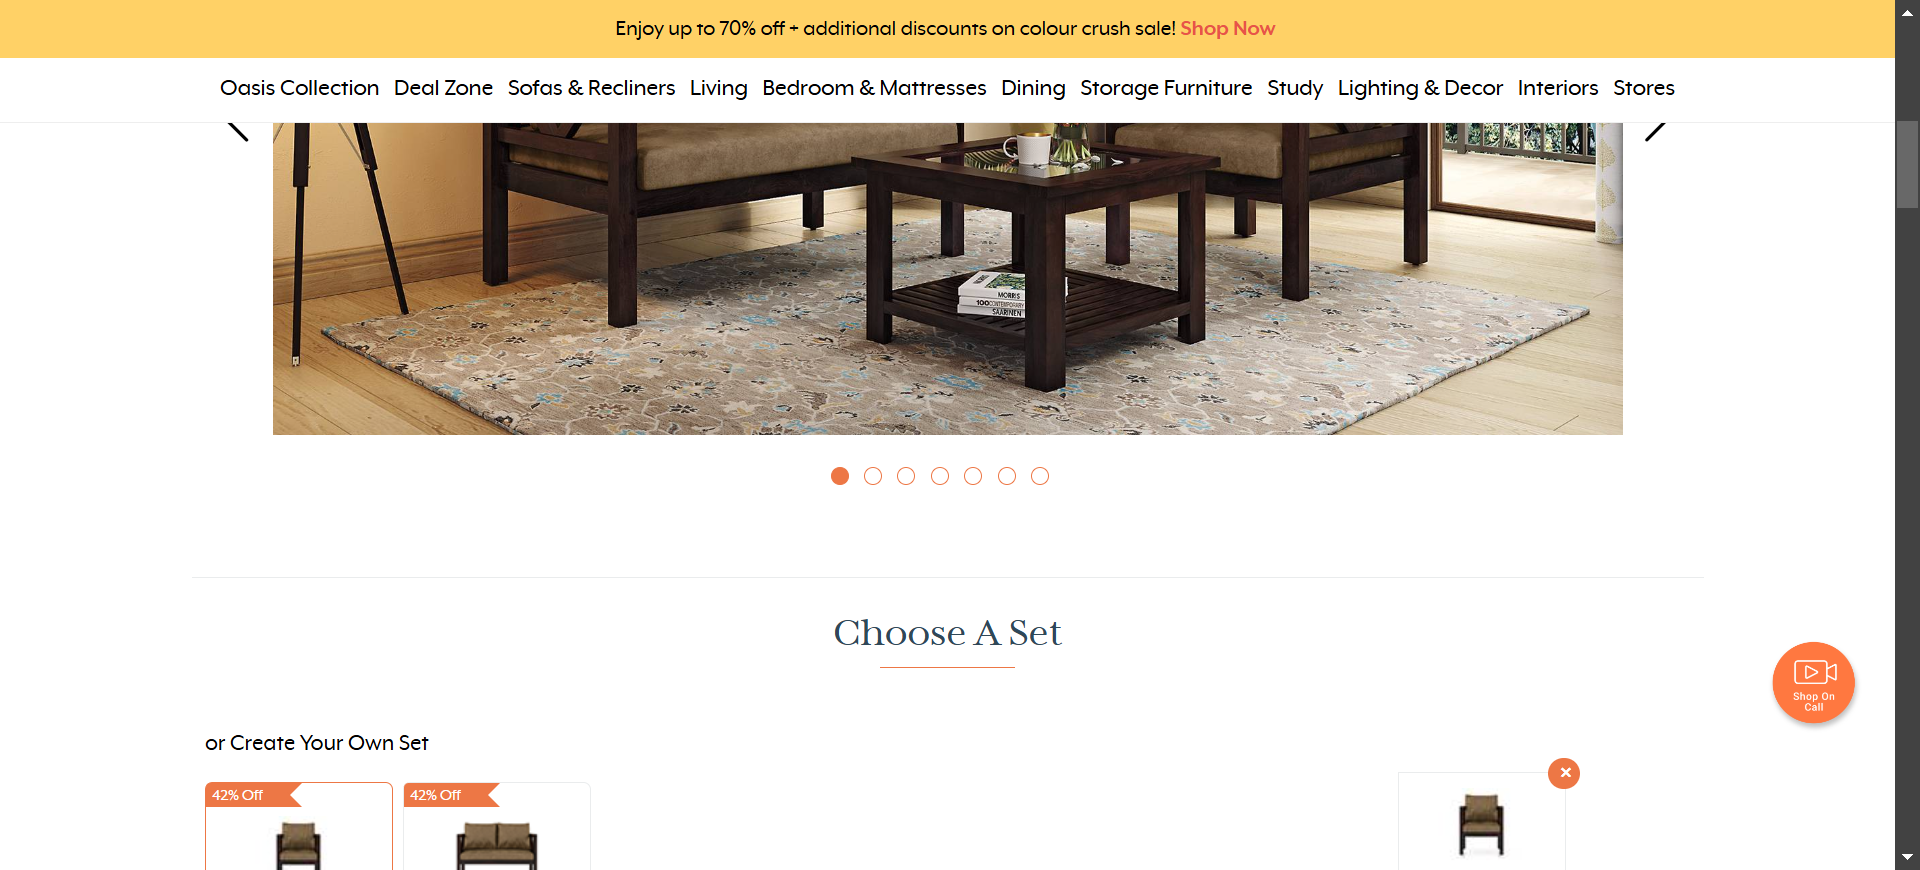 Enjoy up to 70% off + additional discounts on colour crush sale! Shop Now
Oasis Collection Deal Zone Sofas & Recliners Living Bedroom & Mattresses Dining Storage Furniture Study Lighting & Decor Interiors Stores
MORRIS
100 CONTEMPORARY
SAARINEN
Choose A Set
Shop On
Call
or Create Your Own Set
42% Off
42% Off